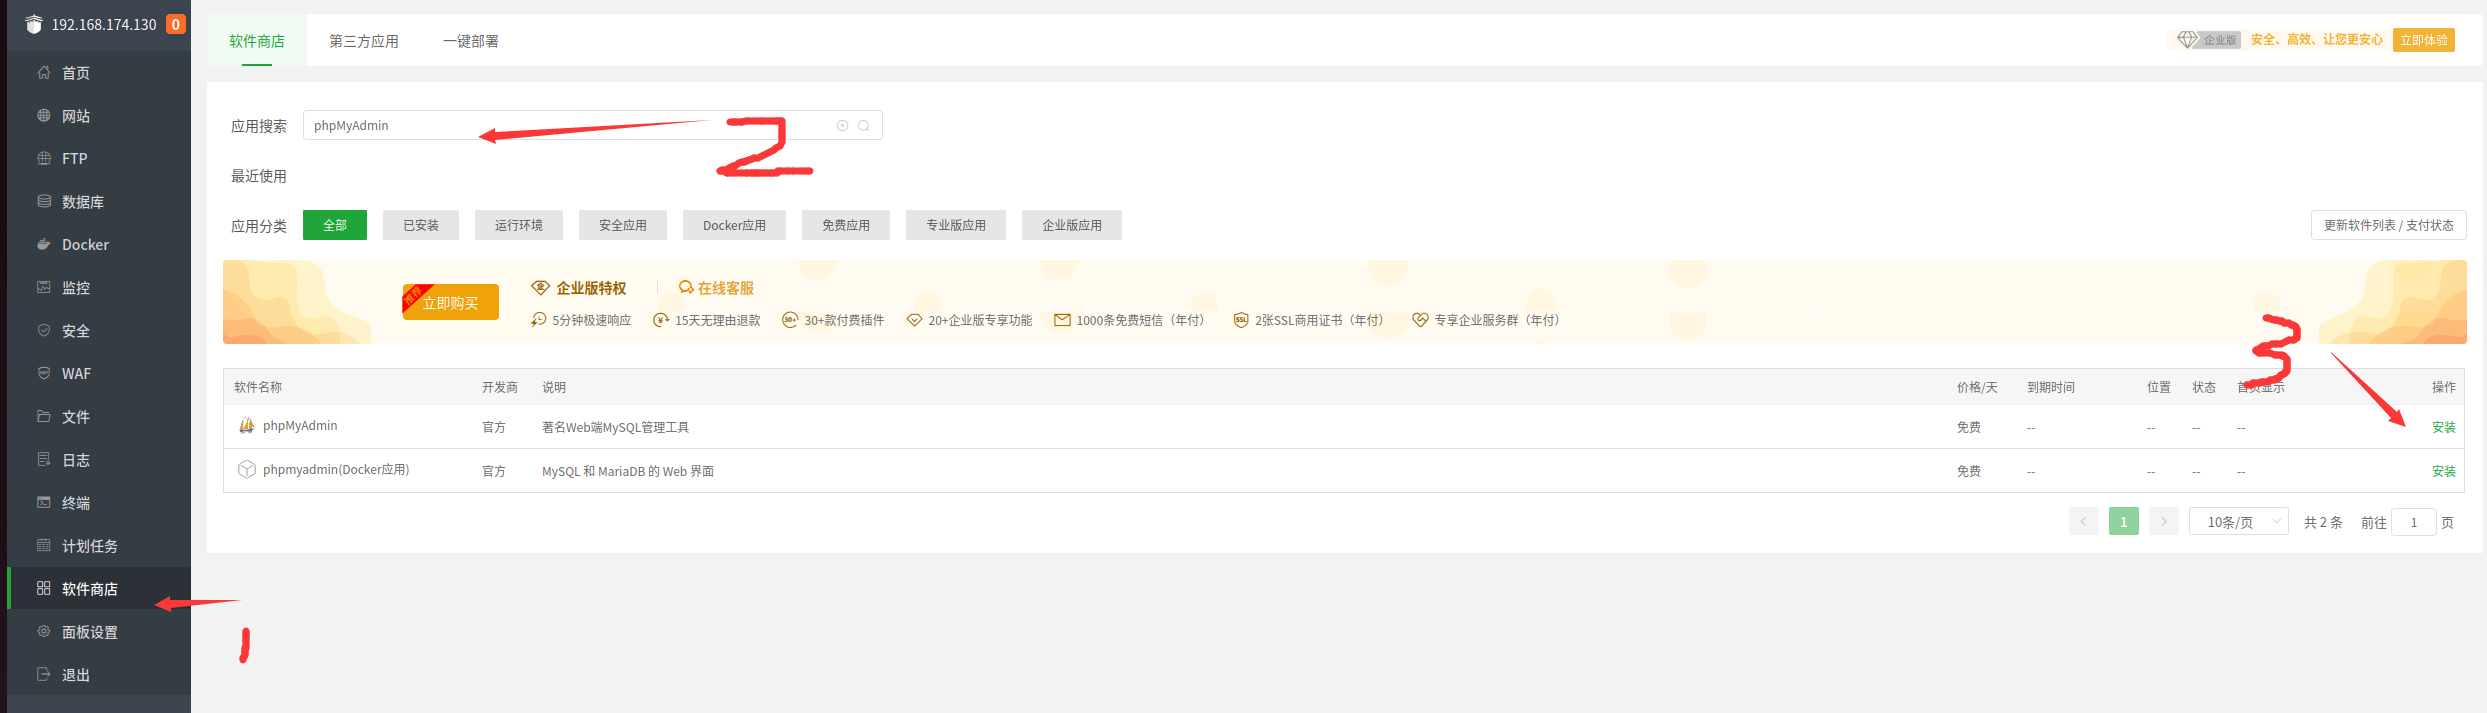 192.168.174.130 0
首页
网站
FTP
数据库
Docker
监控
安全
WAF
文件
日志
终端
计划任务
软件商店
面板设置
退出
软件商店 第三方应用 一键部署
企业版 安全、高效、让您更安心 立即体验
应用搜索 phpMyAdmin
2
最近使用
应用分类 全部 已安装 运行环境 安全应用 Docker应用 免费应用 专业版应用 企业版应用 更新软件列表 / 支付状态
推荐 立即购买
企业版特权 在线客服
5分钟极速响应 15天无理由退款 30+款付费插件 20+企业版专享功能 1000条免费短信（年付） 2张SSL商用证书（年付） 专享企业服务群（年付）
3
软件名称 开发商 说明 价格/天 到期时间 位置 状态 首页显示 操作
phpMyAdmin 官方 著名Web端MySQL管理工具 免费 -- -- -- -- 安装
phpmyadmin(Docker应用) 官方 MySQL 和 MariaDB 的 Web 界面 免费 -- -- -- -- 安装
1 10条/页 共 2 条 前往 1 页
1